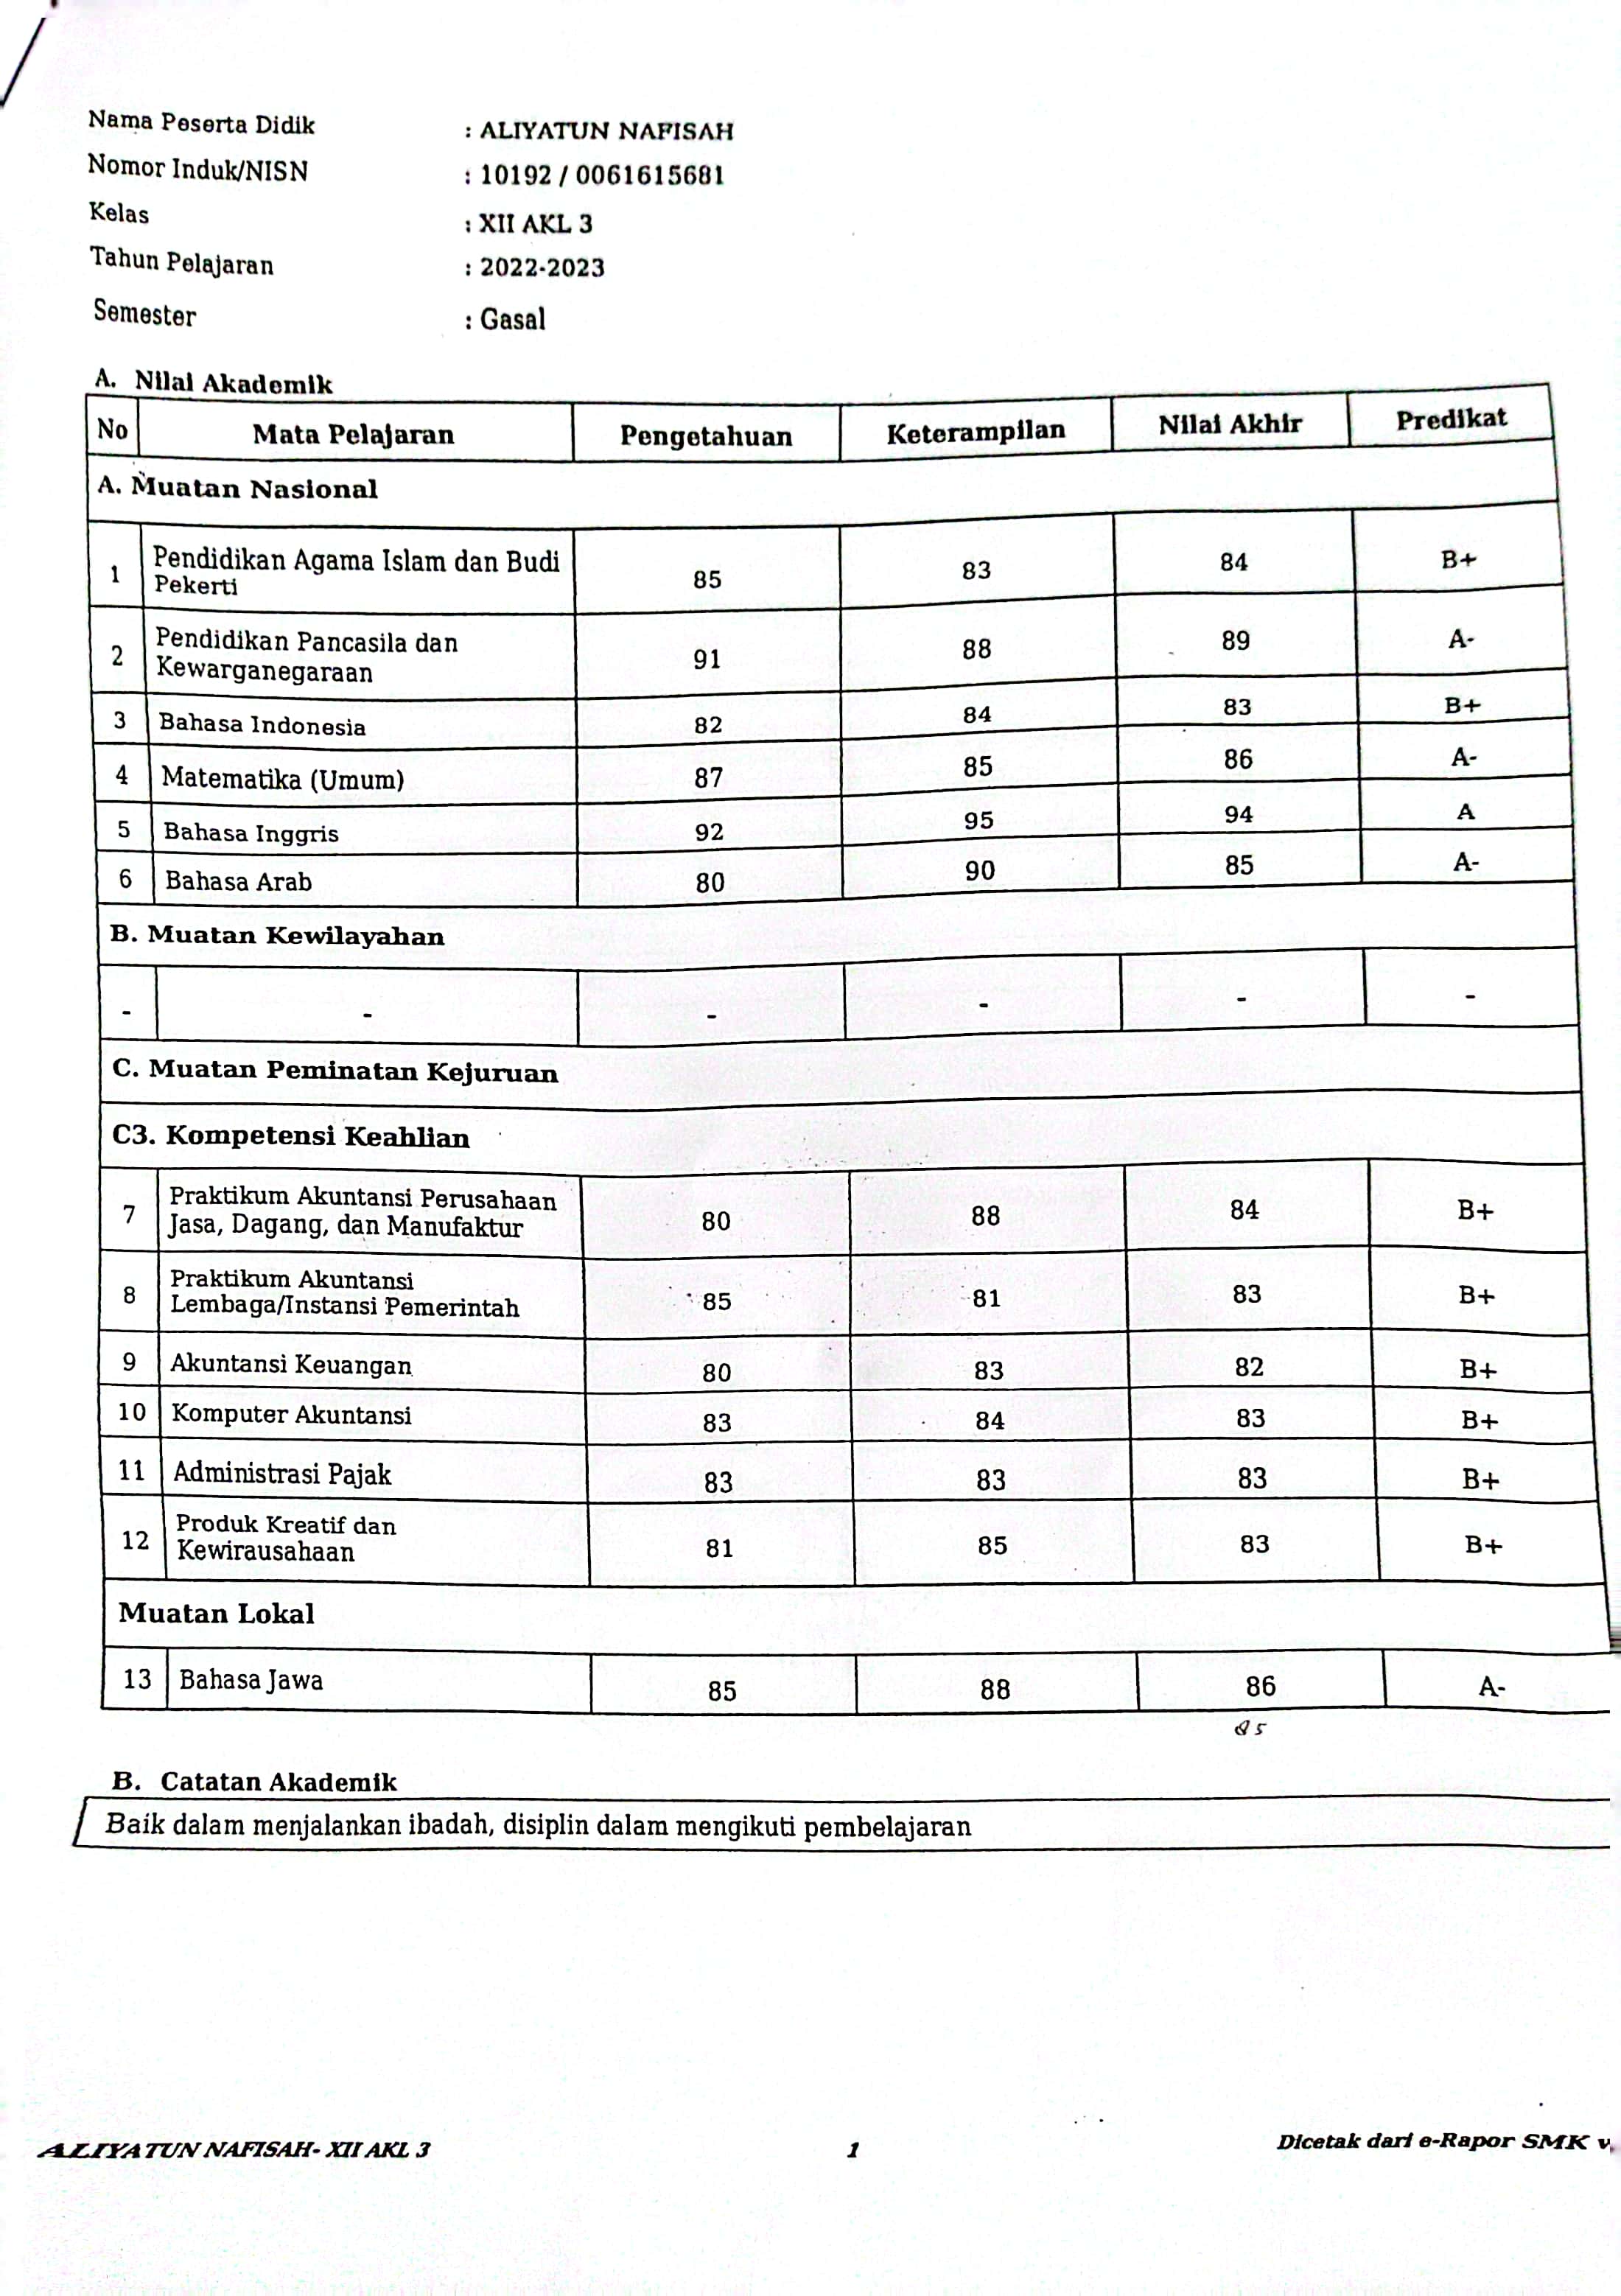 Nama Peserta Didik : ALIYATUN NAFISAH
Nomor Induk/NISN : 10192 / 0061615681
Kelas : XII AKL 3
Tahun Pelajaran : 2022-2023
Semester : Gasal
A. Nilai Akademik
No Mata Pelajaran Pengetahuan Keterampilan Nilai Akhir Predikat
A. Muatan Nasional
1 Pendidikan Agama Islam dan Budi Pekerti 85 83 84 B+
2 Pendidikan Pancasila dan Kewarganegaraan 91 88 89 A-
3 Bahasa Indonesia 82 84 83 B+
4 Matematika (Umum) 87 85 86 A-
5 Bahasa Inggris 92 95 94 A
6 Bahasa Arab 80 90 85 A-
B. Muatan Kewilayahan
- - - - - -
C. Muatan Peminatan Kejuruan
C3. Kompetensi Keahlian
7 Praktikum Akuntansi Perusahaan Jasa, Dagang, dan Manufaktur 80 88 84 B+
8 Praktikum Akuntansi Lembaga/Instansi Pemerintah 85 81 83 B+
9 Akuntansi Keuangan 80 83 82 B+
10 Komputer Akuntansi 83 84 83 B+
11 Administrasi Pajak 83 83 83 B+
12 Produk Kreatif dan Kewirausahaan 81 85 83 B+
Muatan Lokal
13 Bahasa Jawa 85 88 86 A-
85
B. Catatan Akademik
Baik dalam menjalankan ibadah, disiplin dalam mengikuti pembelajaran
ALIYATUN NAFISAH- XII AKL 3 1 Dicetak dari e-Rapor SMK v